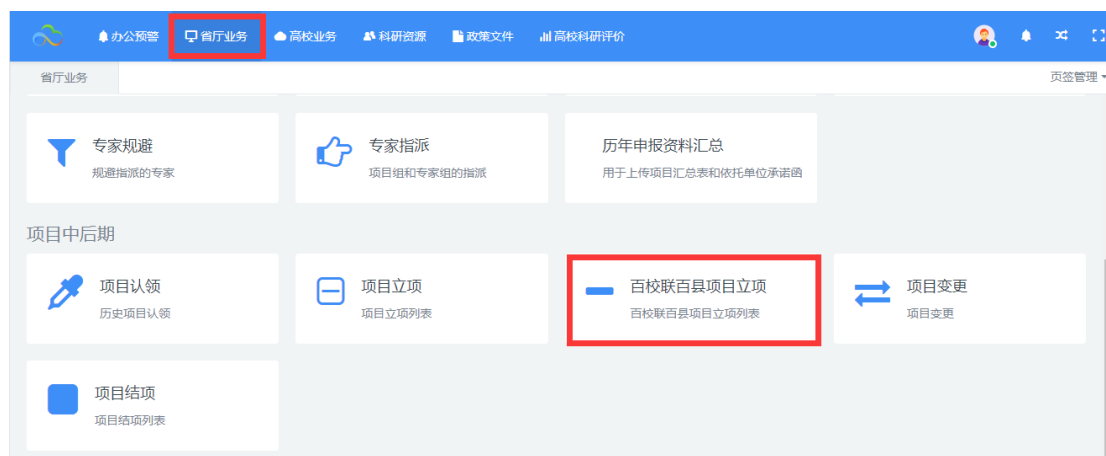 办公预警 省厅业务 高校业务 科研资源 政策文件 高校科研评价
省厅业务 页签管理
专家规避 专家指派 历年申报资料汇总
规避指派的专家 项目组和专家组的指派 用于上传项目汇总表和依托单位承诺函
项目中后期
项目认领 项目立项 百校联百县项目立项 项目变更
历史项目认领 项目立项列表 百校联百县项目立项列表 项目变更
项目结项
项目结项列表